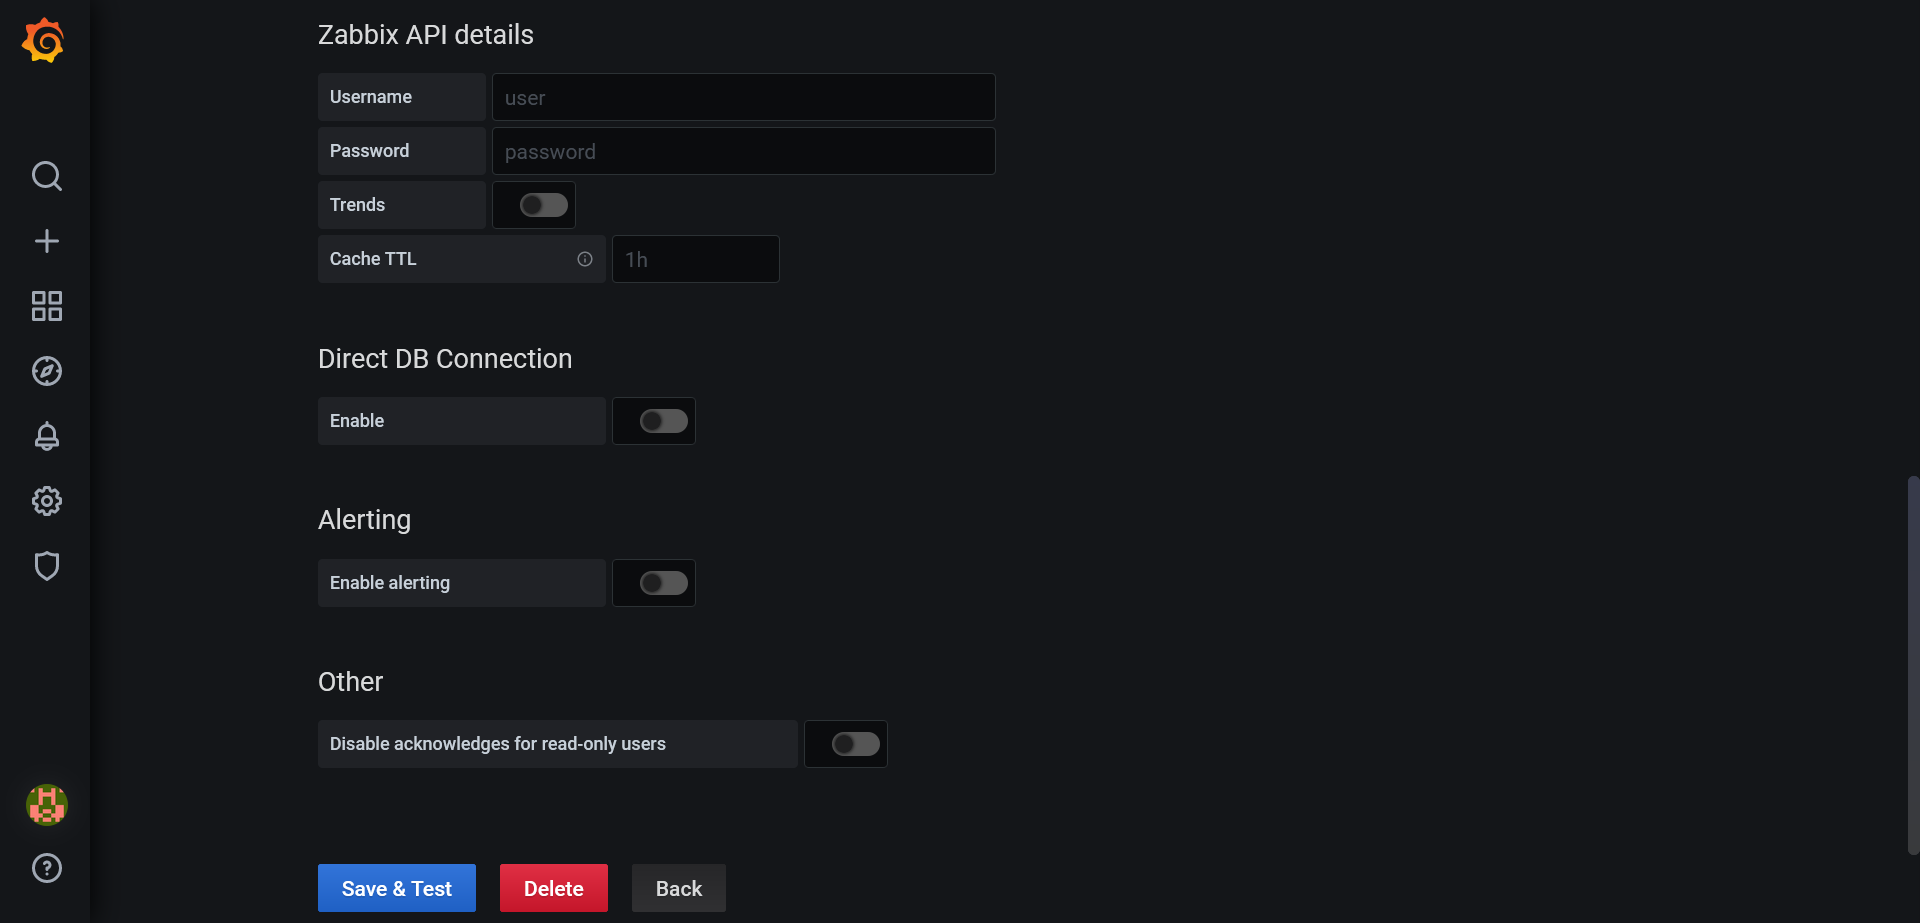 Zabbix API details
Username user
Password password
Trends
Cache TTL 1h
Direct DB Connection
Enable
Alerting
Enable alerting
Other
Disable acknowledges for read-only users
Save & Test Delete Back